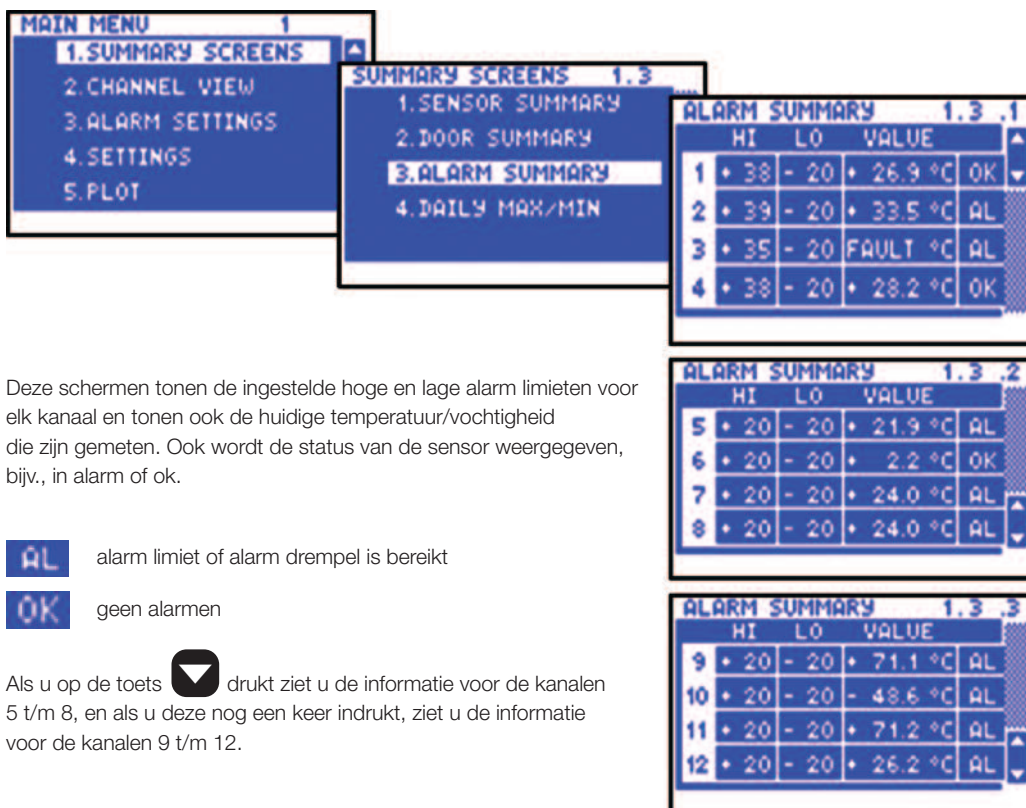 MAIN MENU 1
1.SUMMARY SCREENS
2.CHANNEL VIEW
3.ALARM SETTINGS
4.SETTINGS
5.PLOT
SUMMARY SCREENS 1.3
1.SENSOR SUMMARY
2.DOOR SUMMARY
3.ALARM SUMMARY
4.DAILY MAX/MIN
ALARM SUMMARY 1.3 .1
HI LO VALUE
1 + 38 - 20 + 26.9 °C OK
2 + 39 - 20 + 33.5 °C AL
3 + 35 - 20 FAULT °C AL
4 + 38 - 20 + 28.2 °C OK
Deze schermen tonen de ingestelde hoge en lage alarm limieten voor
elk kanaal en tonen ook de huidige temperatuur/vochtigheid
die zijn gemeten. Ook wordt de status van de sensor weergegeven,
bijv., in alarm of ok.
AL alarm limiet of alarm drempel is bereikt
OK geen alarmen
Als u op de toets drukt ziet u de informatie voor de kanalen
5 t/m 8, en als u deze nog een keer indrukt, ziet u de informatie
voor de kanalen 9 t/m 12.
ALARM SUMMARY 1.3 .2
HI LO VALUE
5 + 20 - 20 + 21.9 °C AL
6 + 20 - 20 + 2.2 °C OK
7 + 20 - 20 + 24.0 °C AL
8 + 20 - 20 + 24.0 °C AL
ALARM SUMMARY 1.3 .3
HI LO VALUE
9 + 20 - 20 + 71.1 °C AL
10 + 20 - 20 - 48.6 °C AL
11 + 20 - 20 + 71.2 °C AL
12 + 20 - 20 + 26.2 °C AL